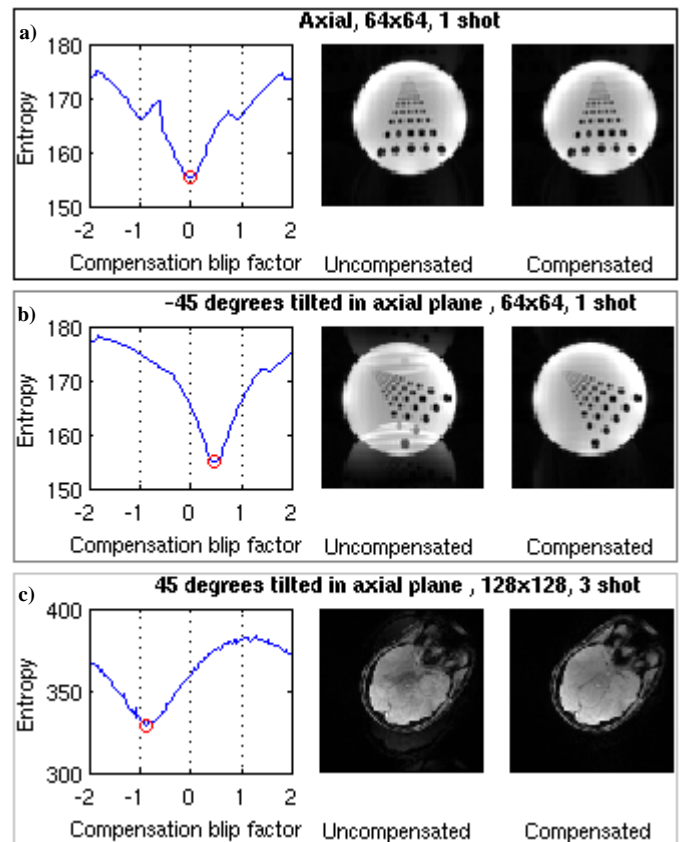 a)
Axial, 64x64, 1 shot
180
170
160
150
Entropy
-2 -1 0 1 2
Compensation blip factor
Uncompensated
Compensated
b)
-45 degrees tilted in axial plane , 64x64, 1 shot
180
170
160
150
Entropy
-2 -1 0 1 2
Compensation blip factor
Uncompensated
Compensated
c)
45 degrees tilted in axial plane , 128x128, 3 shot
400
350
300
Entropy
-2 -1 0 1 2
Compensation blip factor
Uncompensated
Compensated